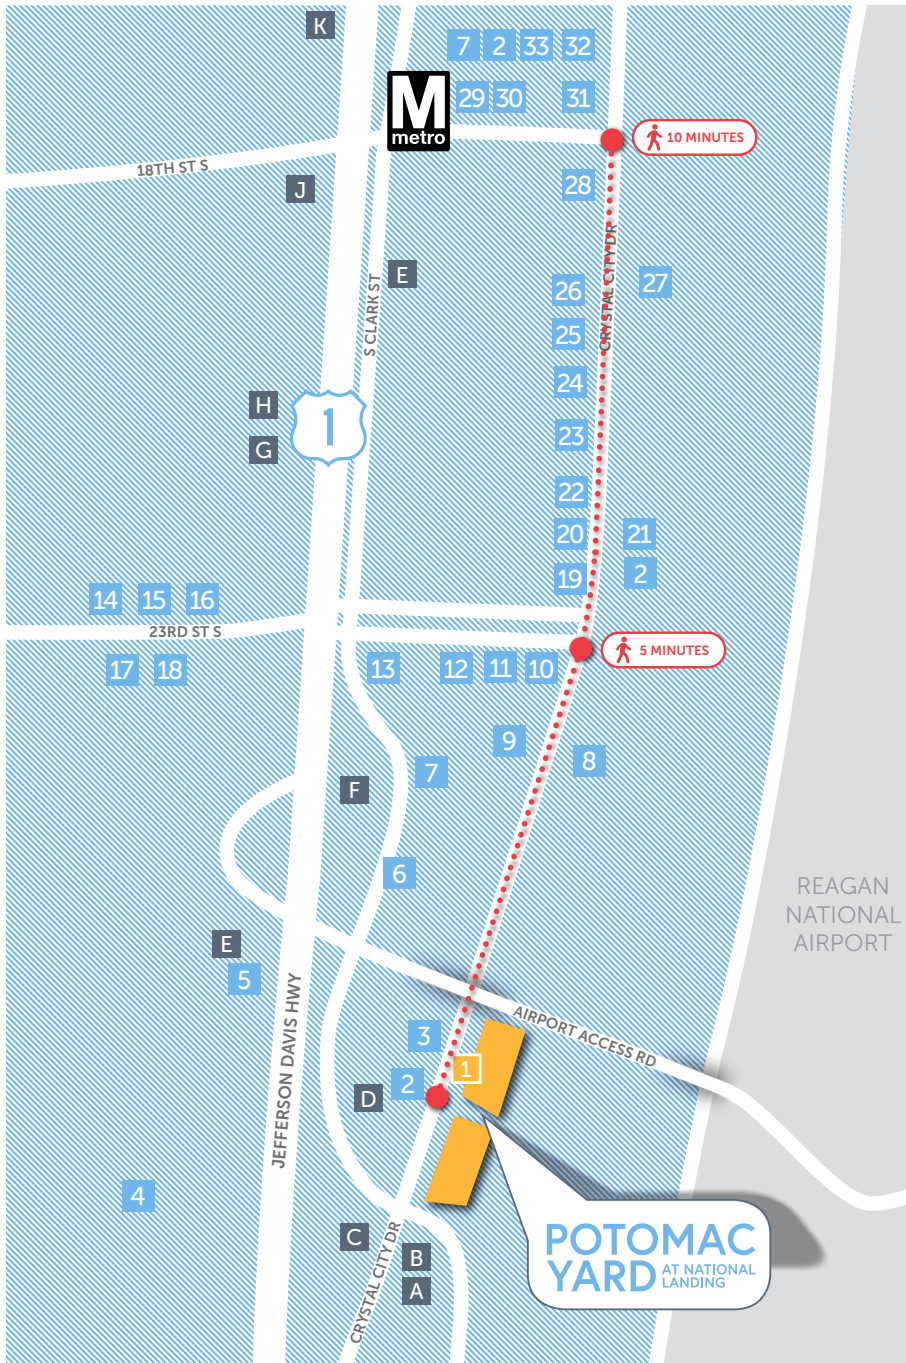 K
7 2 33 32
M
metro
29 30 31
10 MINUTES
18TH ST S
J
28
CRYSTAL CITY DR
E
27
S CLARK ST
26
25
24
H
1
G
23
22
20 21
19 2
14 15 16
23RD ST S
5 MINUTES
17 18
13 12 11 10
9
8
7
F
6
REAGAN
NATIONAL
AIRPORT
E
5
JEFFERSON DAVIS HWY
AIRPORT ACCESS RD
3
1
2
D
4
C
CRYSTAL CITY DR
B
A
POTOMAC
YARD AT NATIONAL
LANDING